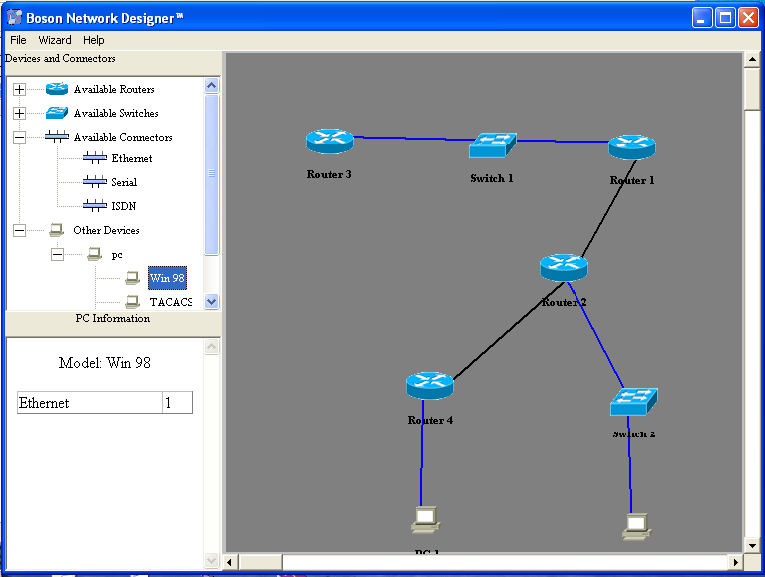 Boson Network Designer™
File Wizard Help
Devices and Connectors
Available Routers
Available Switches
Available Connectors
Ethernet
Serial
ISDN
Other Devices
pc
Win 98
TACACS
PC Information
Model: Win 98
Ethernet 1
Router 3
Switch 1
Router 1
Router 2
Router 4
Switch 2
PC 1